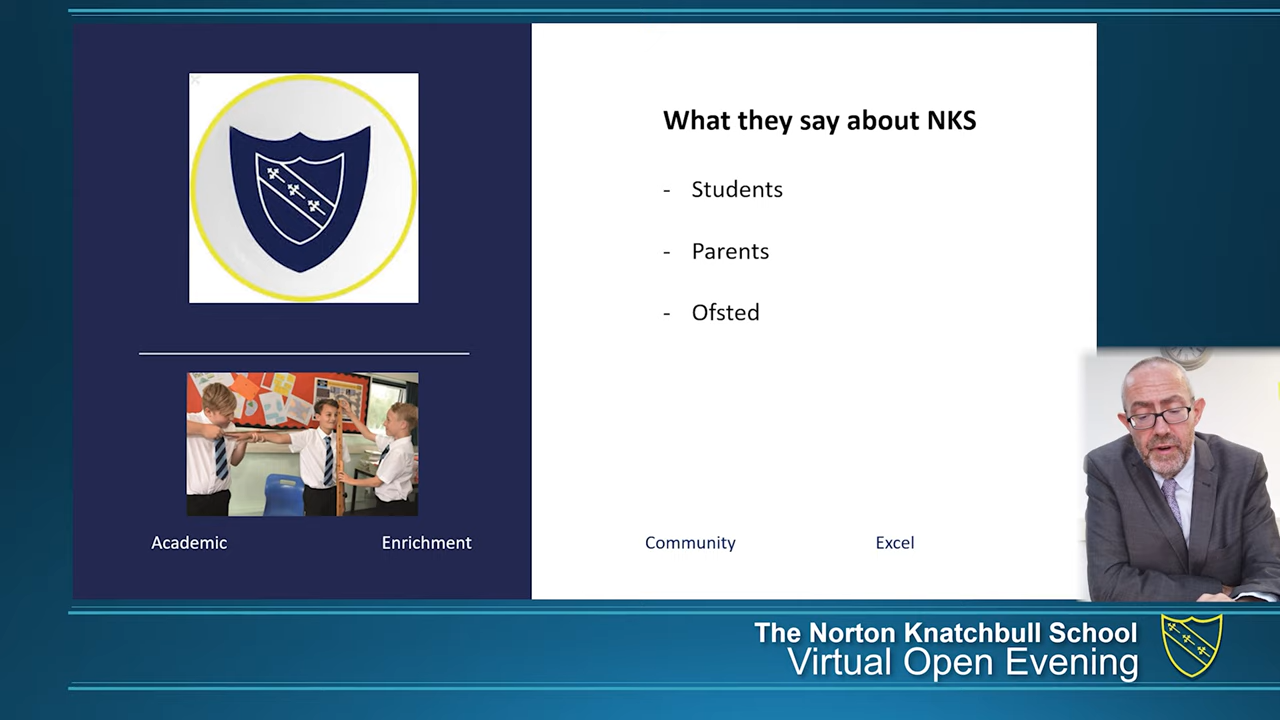 What they say about NKS
- Students
- Parents
- Ofsted
Academic
Enrichment
Community
Excel
The Norton Knatchbull School
Virtual Open Evening